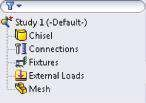 Study 1 (-Default-)
Chisel
Connections
Fixtures
External Loads
Mesh